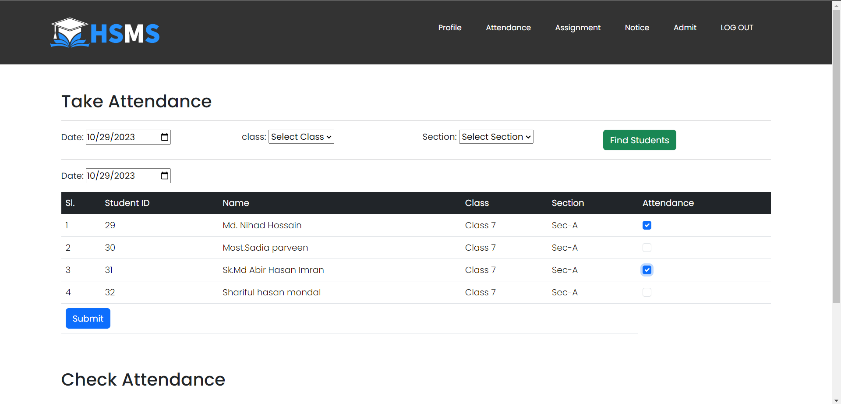 HSMS Profile Attendance Assignment Notice Admit LOG OUT
Take Attendance
Date: 10/29/2023 class: Select Class Section: Select Section Find Students
Date: 10/29/2023
Sl. Student ID Name Class Section Attendance
1 29 Md. Nihad Hossain Class 7 Sec-A
2 30 Most.Sadia parveen Class 7 Sec-A
3 31 Sk.Md Abir Hasan Imran Class 7 Sec-A
4 32 Shariful hasan mondal Class 7 Sec-A
Submit
Check Attendance